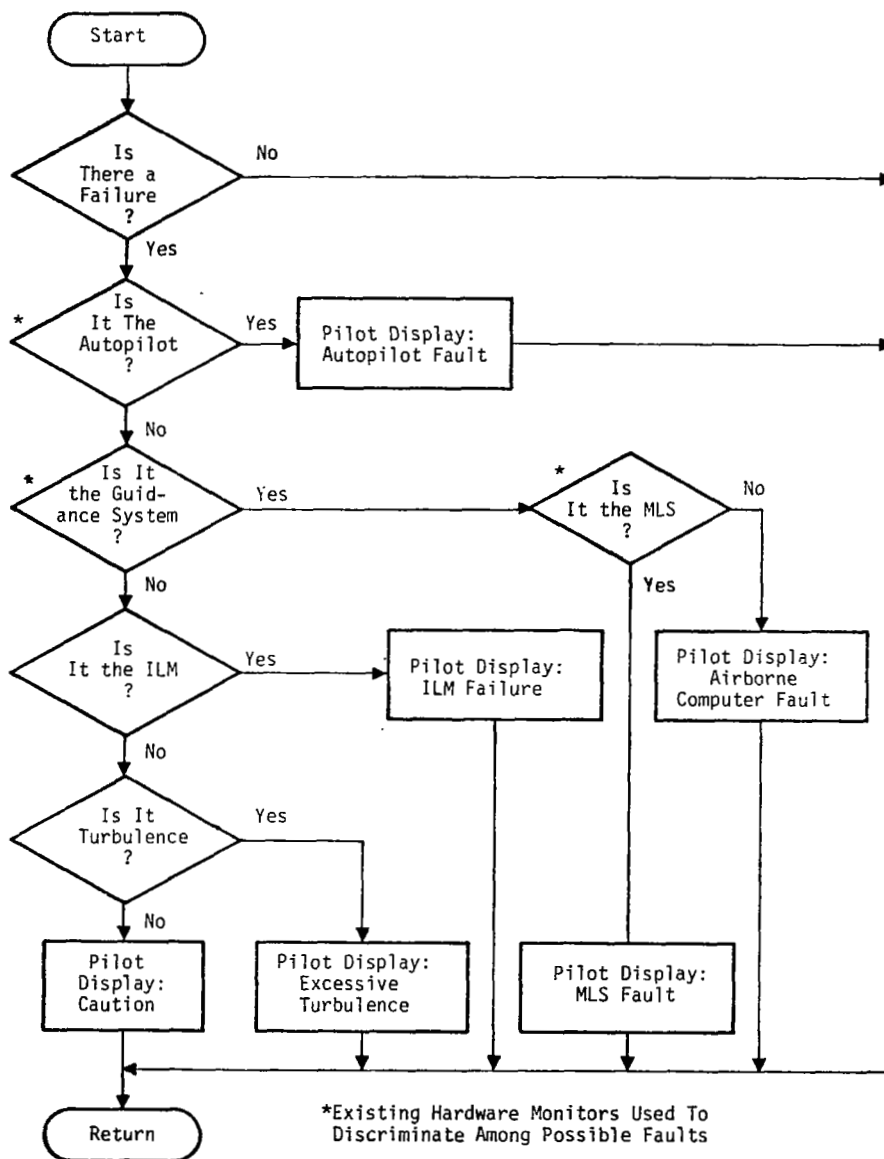 Start
Is
There a
Failure
?
No
Yes
*
Is
It The
Autopilot
?
Yes
Pilot Display:
Autopilot Fault
No
*
Is It
the Guid-
ance System
?
Yes
*
Is
It the MLS
?
No
No
Yes
Is
It the ILM
?
Yes
Pilot Display:
ILM Failure
Pilot Display:
Airborne
Computer Fault
No
Is It
Turbulence
?
Yes
No
Pilot
Display:
Caution
Pilot Display:
Excessive
Turbulence
Pilot Display:
MLS Fault
Return
*Existing Hardware Monitors Used To
Discriminate Among Possible Faults